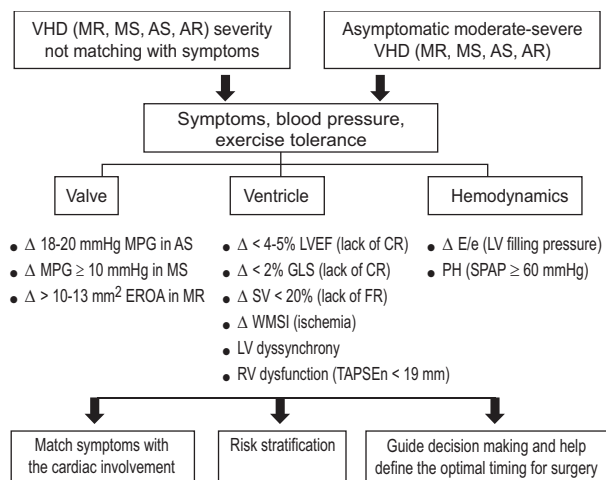 VHD (MR, MS, AS, AR) severity
not matching with symptoms
Asymptomatic moderate-severe
VHD (MR, MS, AS, AR)
Symptoms, blood pressure,
exercise tolerance
Valve
Ventricle
Hemodynamics
• Δ 18-20 mmHg MPG in AS
• Δ MPG ≥ 10 mmHg in MS
• Δ > 10-13 mm² EROA in MR
• Δ < 4-5% LVEF (lack of CR)
• Δ < 2% GLS (lack of CR)
• Δ SV < 20% (lack of FR)
• Δ WMSI (ischemia)
• LV dyssynchrony
• RV dysfunction (TAPSEn < 19 mm)
• Δ E/e (LV filling pressure)
• PH (SPAP ≥ 60 mmHg)
Match symptoms with
the cardiac involvement
Risk stratification
Guide decision making and help
define the optimal timing for surgery